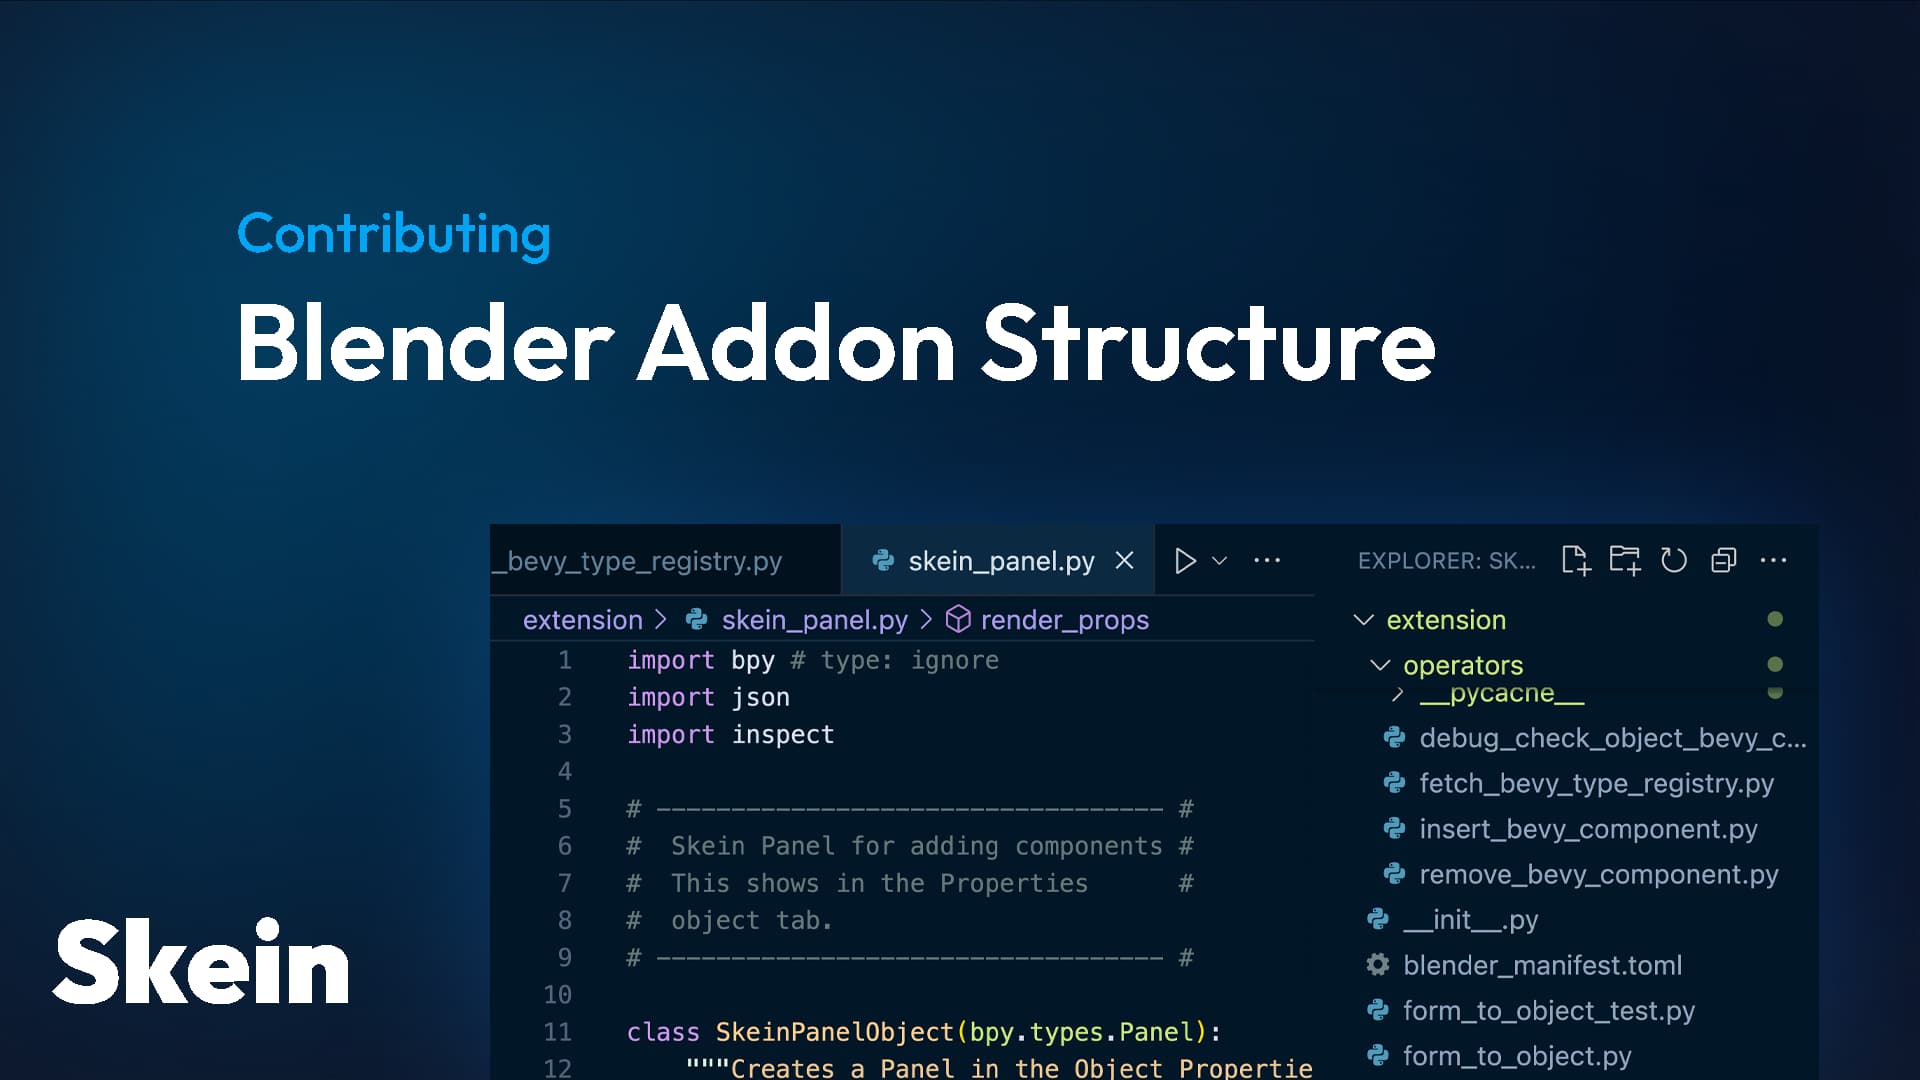 Contributing
Blender Addon Structure
_bevy_type_registry.py
skein_panel.py
extension > skein_panel.py > render_props
1 import bpy # type: ignore
2 import json
3 import inspect
4
5 # ---------------------------------- #
6 #  Skein Panel for adding components #
7 #  This shows in the Properties      #
8 #  object tab.
9 # ---------------------------------- #
10
11 class SkeinPanelObject(bpy.types.Panel):
12     """Creates a Panel in the Object Propertie
EXPLORER: SK...
extension
operators
__pycache__
debug_check_object_bevy_c...
fetch_bevy_type_registry.py
insert_bevy_component.py
remove_bevy_component.py
__init__.py
blender_manifest.toml
form_to_object_test.py
form_to_object.py
Skein